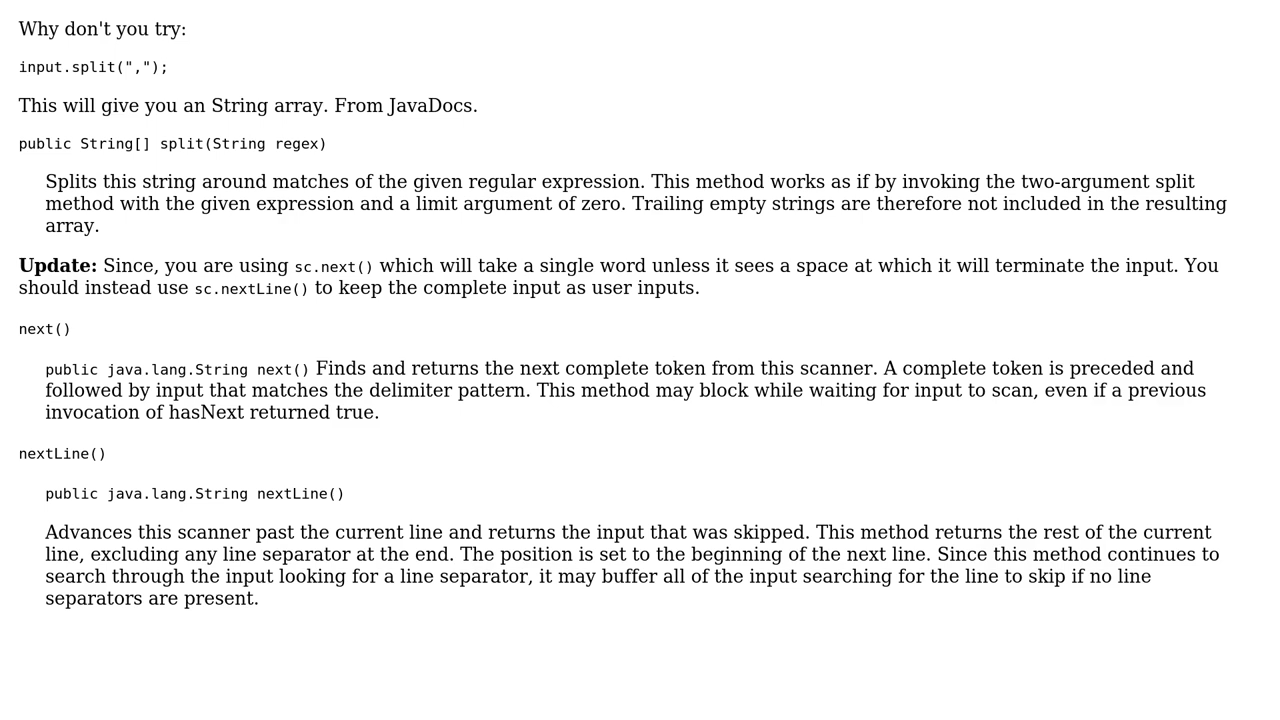 Why don't you try:
input.split(",");
This will give you an String array. From JavaDocs.
public String[] split(String regex)
Splits this string around matches of the given regular expression. This method works as if by invoking the two-argument split
method with the given expression and a limit argument of zero. Trailing empty strings are therefore not included in the resulting
array.
Update: Since, you are using sc.next() which will take a single word unless it sees a space at which it will terminate the input. You
should instead use sc.nextLine() to keep the complete input as user inputs.
next()
public java.lang.String next() Finds and returns the next complete token from this scanner. A complete token is preceded and
followed by input that matches the delimiter pattern. This method may block while waiting for input to scan, even if a previous
invocation of hasNext returned true.
nextLine()
public java.lang.String nextLine()
Advances this scanner past the current line and returns the input that was skipped. This method returns the rest of the current
line, excluding any line separator at the end. The position is set to the beginning of the next line. Since this method continues to
search through the input looking for a line separator, it may buffer all of the input searching for the line to skip if no line
separators are present.